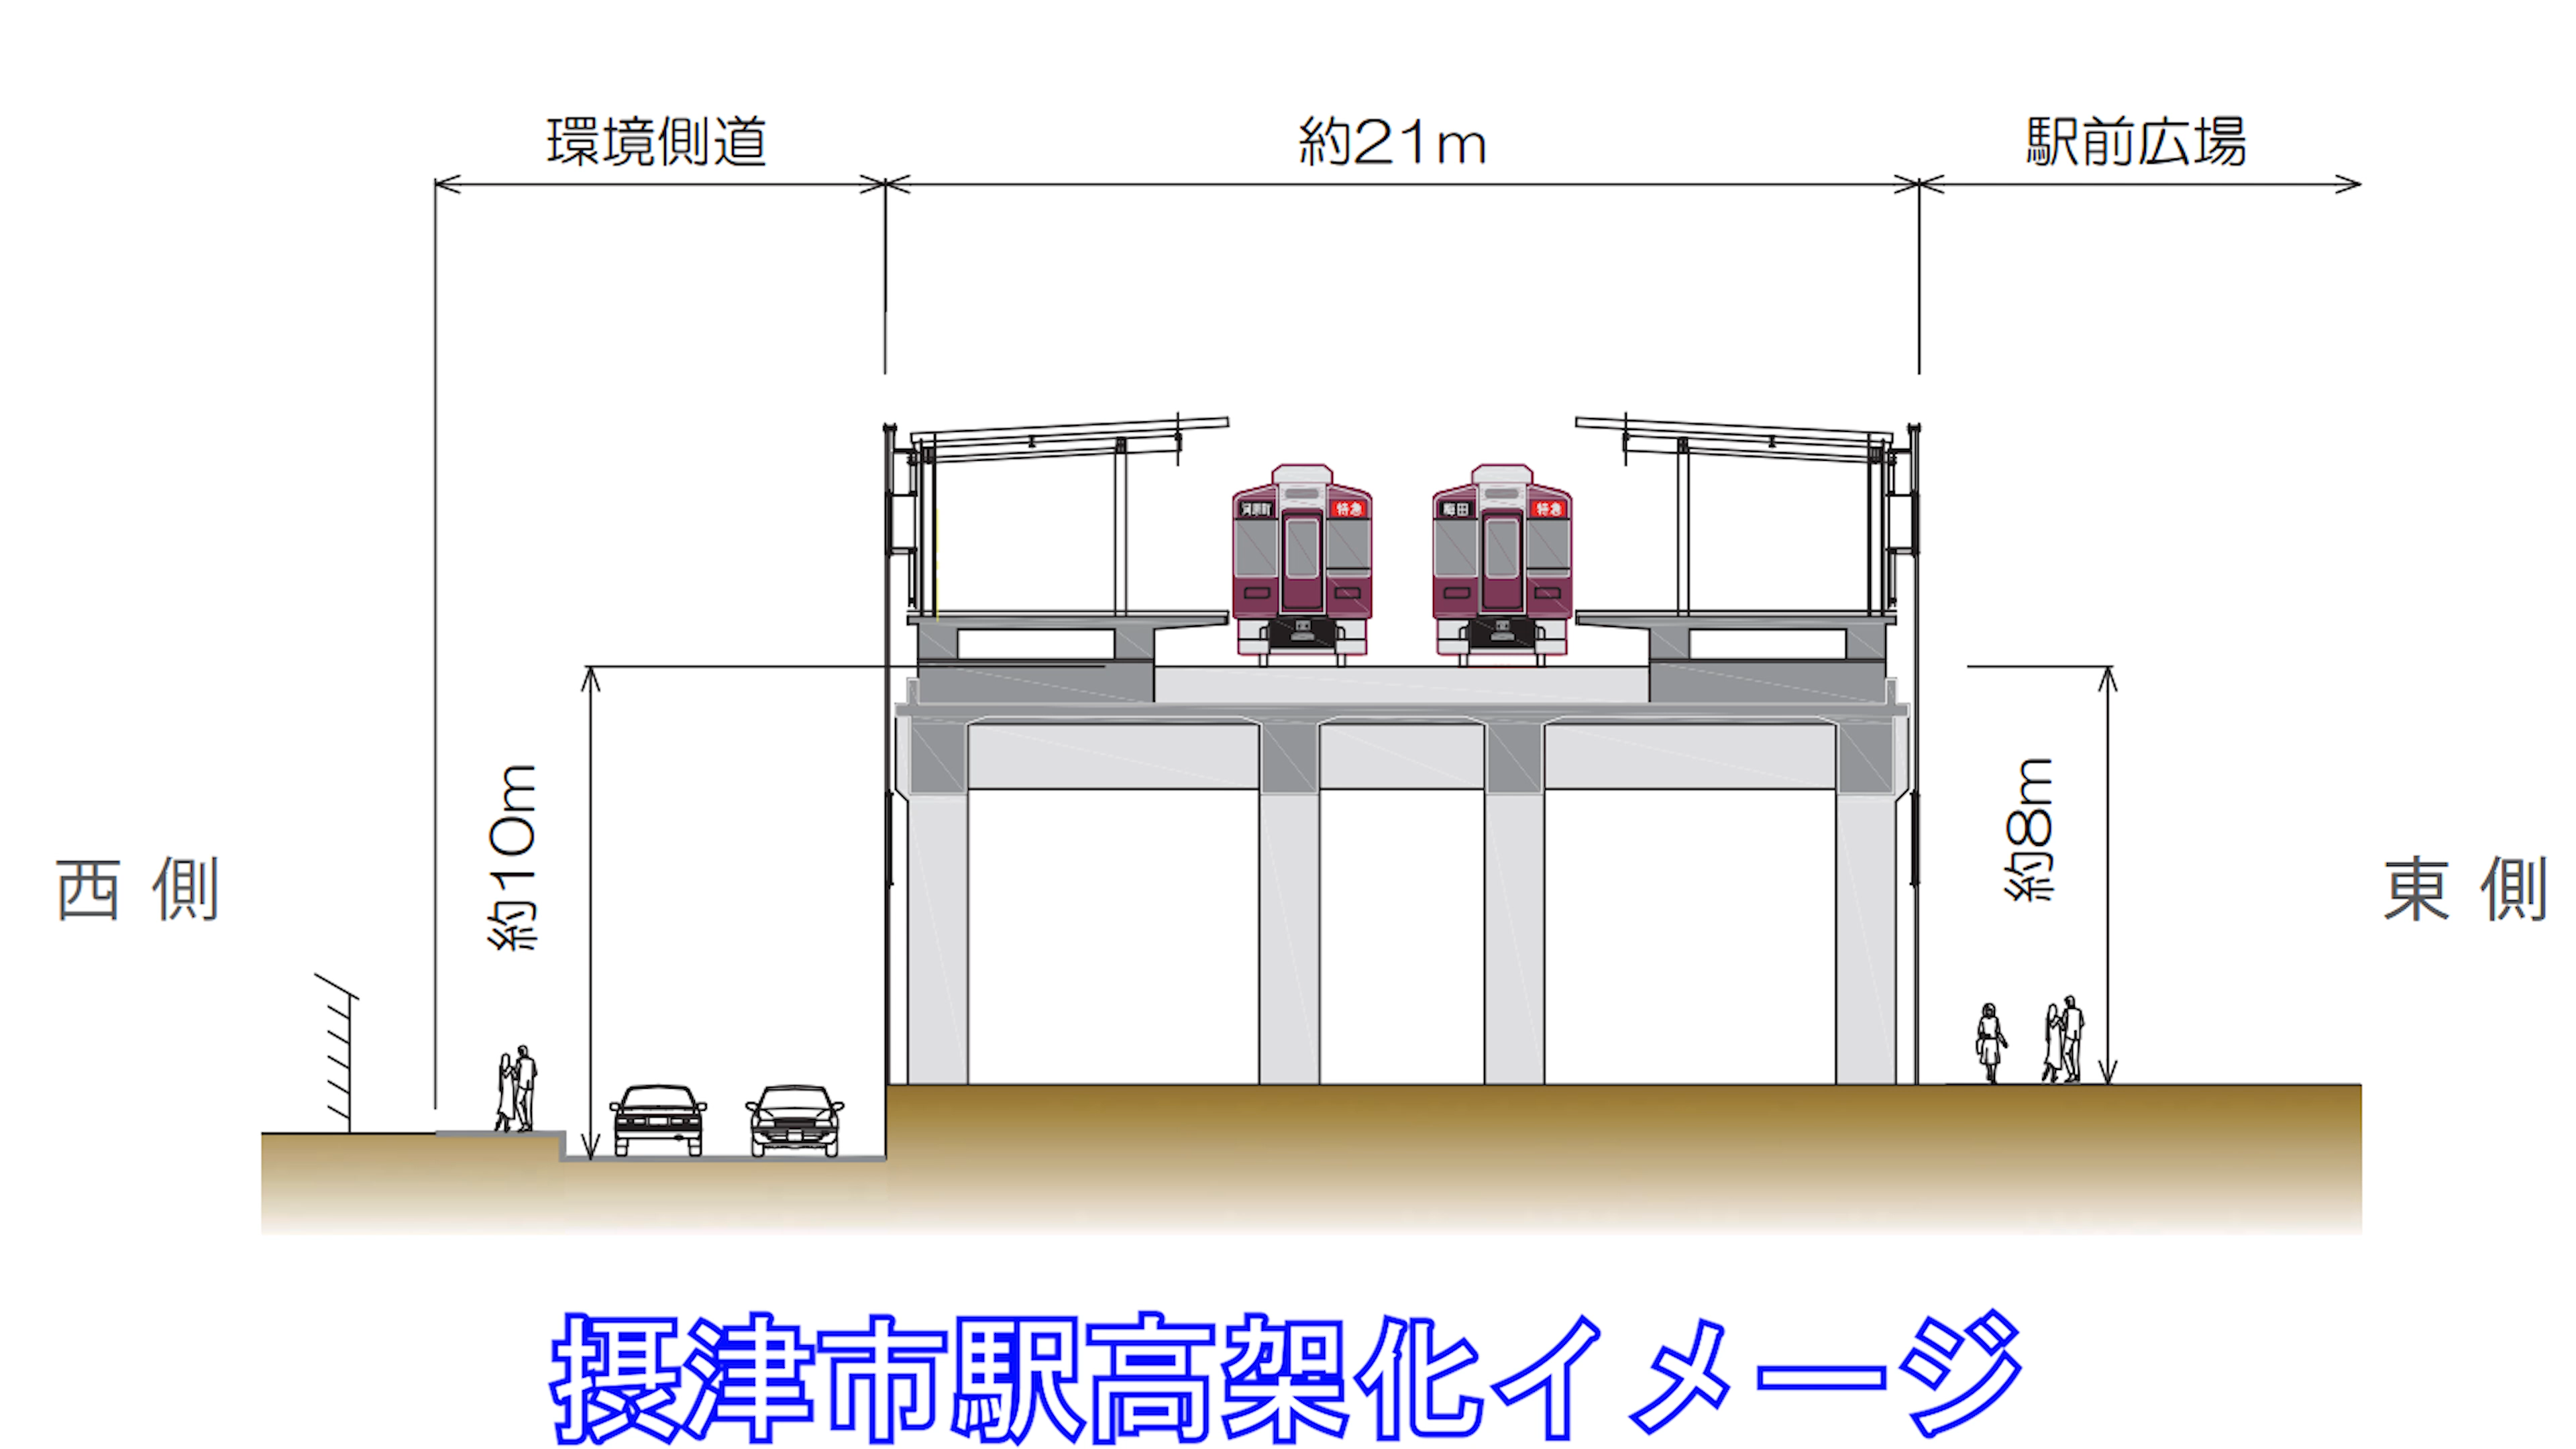 環境側道
約21m
駅前広場
河原町
特急
梅田
特急
約10m
約8m
西側
東側
摂津市駅高架化イメージ